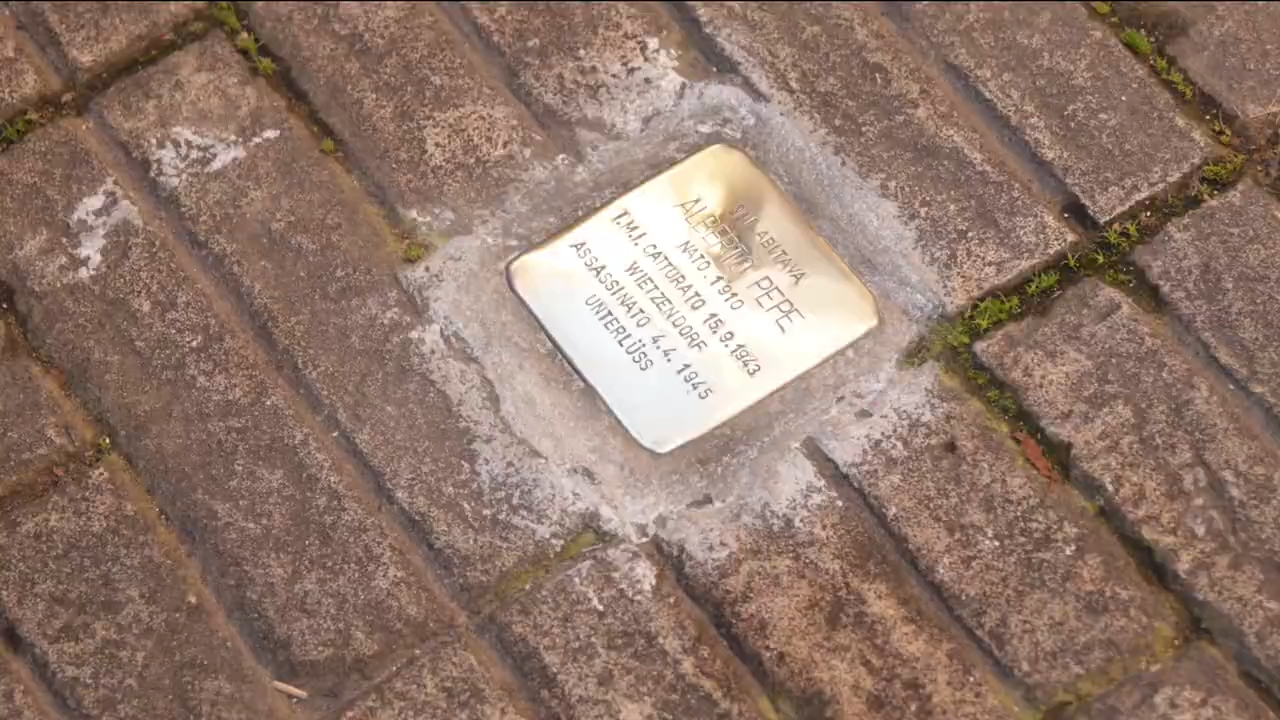 QUI ABITAVA
ALBERTO PEPE
NATO 1910
I.M.I. CATTURATO 15.9.1943
WIETZENDORF
ASSASSINATO 4.4.1945
UNTERLÜSS